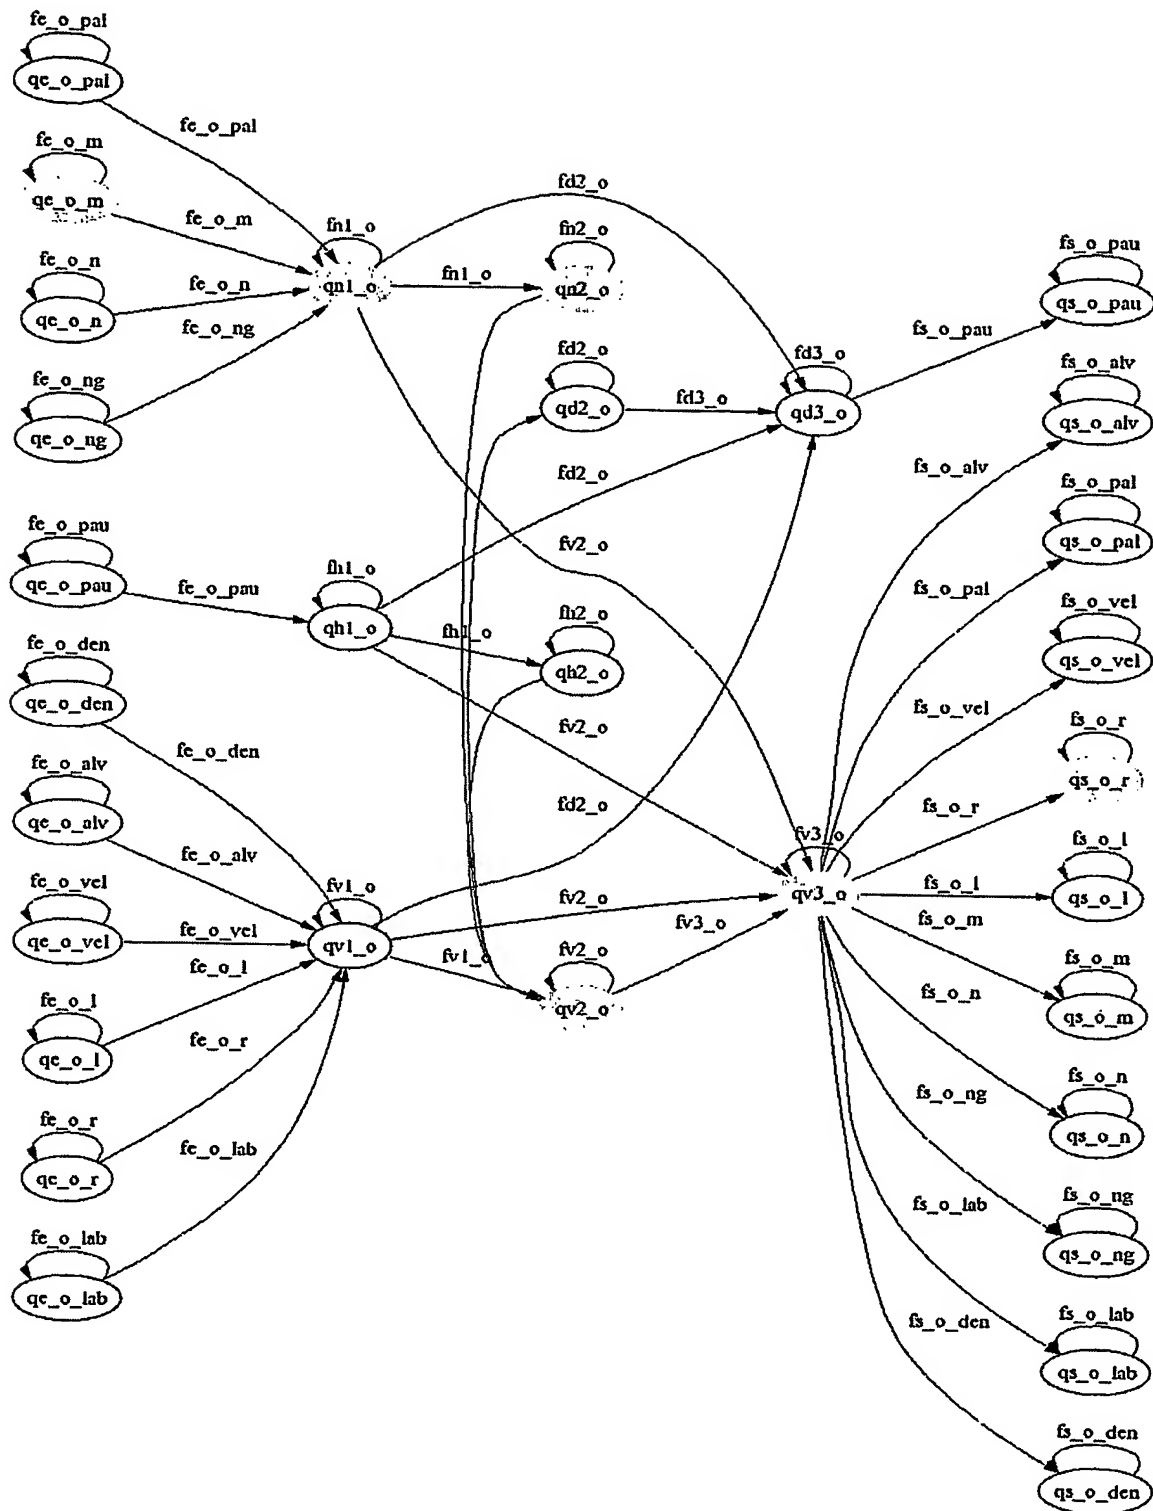 fe_o_pal
qe_o_pal
fe_o_pal
fe_o_m
qe_o_m
fe_o_m
fe_o_n
qe_o_n
fe_o_n
fe_o_ng
qe_o_ng
fe_o_ng
fn1_o
qn1_o
fn1_o
fd2_o
fn2_o
qn2_o
fd2_o
qd2_o
fd3_o
fd3_o
qd3_o
fs_o_pau
fs_o_pau
qs_o_pau
fd2_o
fv2_o
fe_o_pau
qe_o_pau
fe_o_pau
fh1_o
qh1_o
fh1_o
fh2_o
qh2_o
fv2_o
fd2_o
fe_o_den
qe_o_den
fe_o_den
fe_o_alv
qe_o_alv
fe_o_alv
fe_o_vel
qe_o_vel
fe_o_vel
fe_o_l
qe_o_l
fe_o_l
fe_o_r
qe_o_r
fe_o_r
fe_o_lab
qe_o_lab
fe_o_lab
fv1_o
qv1_o
fv2_o
fv1_o
fv2_o
qv2_o
fv3_o
fv3_o
qv3_o
fs_o_alv
fs_o_alv
qs_o_alv
fs_o_pal
fs_o_pal
qs_o_pal
fs_o_vel
fs_o_vel
qs_o_vel
fs_o_r
fs_o_r
qs_o_r
fs_o_l
fs_o_l
qs_o_l
fs_o_m
fs_o_m
qs_o_m
fs_o_n
fs_o_n
qs_o_n
fs_o_ng
fs_o_ng
qs_o_ng
fs_o_lab
fs_o_lab
qs_o_lab
fs_o_den
fs_o_den
qs_o_den